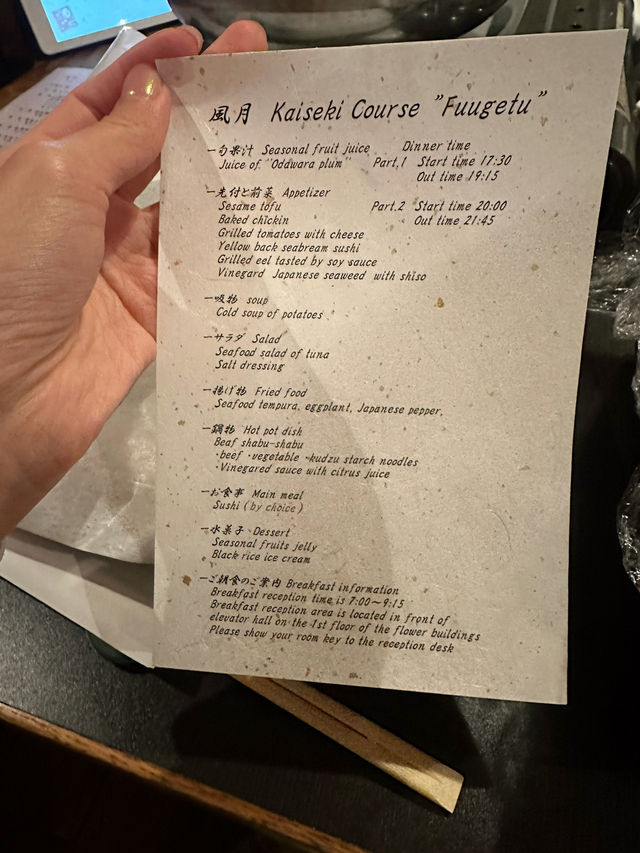 風月 Kaiseki Course "Fuugetu"
一旬果汁 Seasonal fruit juice
Juice of "Odawara plum"
Dinner time
Part,1 Start time 17:30
Out time 19:15
Part,2 Start time 20:00
Out time 21:45
一先付と前菜 Appetizer
Sesame tofu
Baked chickin
Grilled tomatoes with cheese
Yellow back seabream sushi
Grilled eel tasted by soy sauce
Vinegard Japanese seaweed with shiso
一吸物 soup
Cold soup of potatoes
一サラダ Salad
Seafood salad of tuna
Salt dressing
一揚げ物 Fried food
Seafood tempura, eggplant, Japanese pepper,
一鍋物 Hot pot dish
Beaf shabu-shabu
・beef ・vegetable ・kudzu starch noodles
・Vinegared sauce with citrus juice
一お食事 Main meal
Sushi (by choice)
一水菓子 Dessert
Seasonal fruits jelly
Black rice ice cream
一ご朝食のご案内 Breakfast information
Breakfast reception time is 7:00～9:15
Breakfast reception area is located in front of
elevator hall on the 1st floor of the flower buildings
Please show your room key to the reception desk